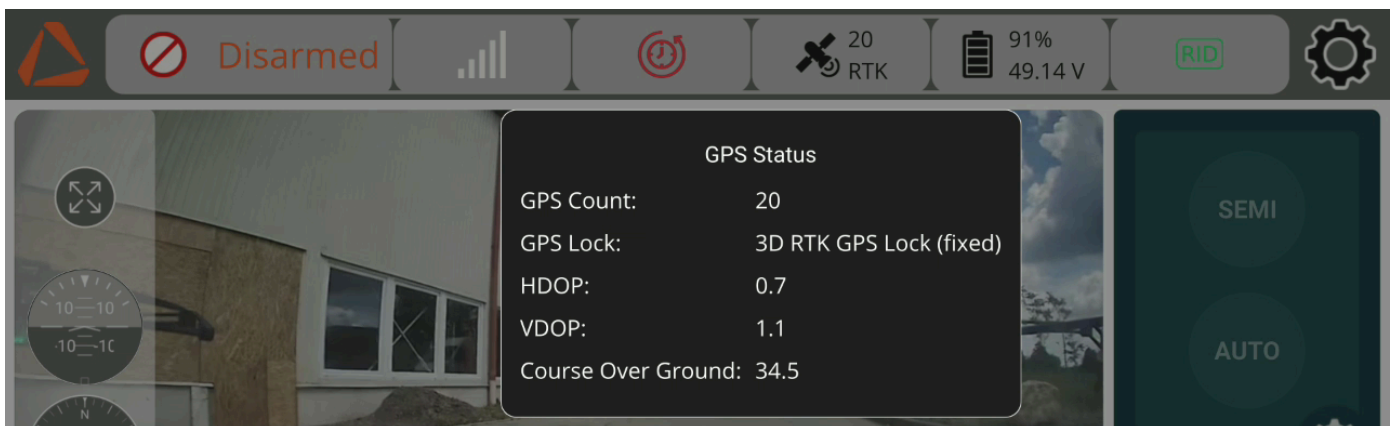 Disarmed
20
RTK
91%
49.14 V
RID
GPS Status
GPS Count: 20
GPS Lock: 3D RTK GPS Lock (fixed)
HDOP: 0.7
VDOP: 1.1
Course Over Ground: 34.5
SEMI
AUTO
10 10
-10 -10
N